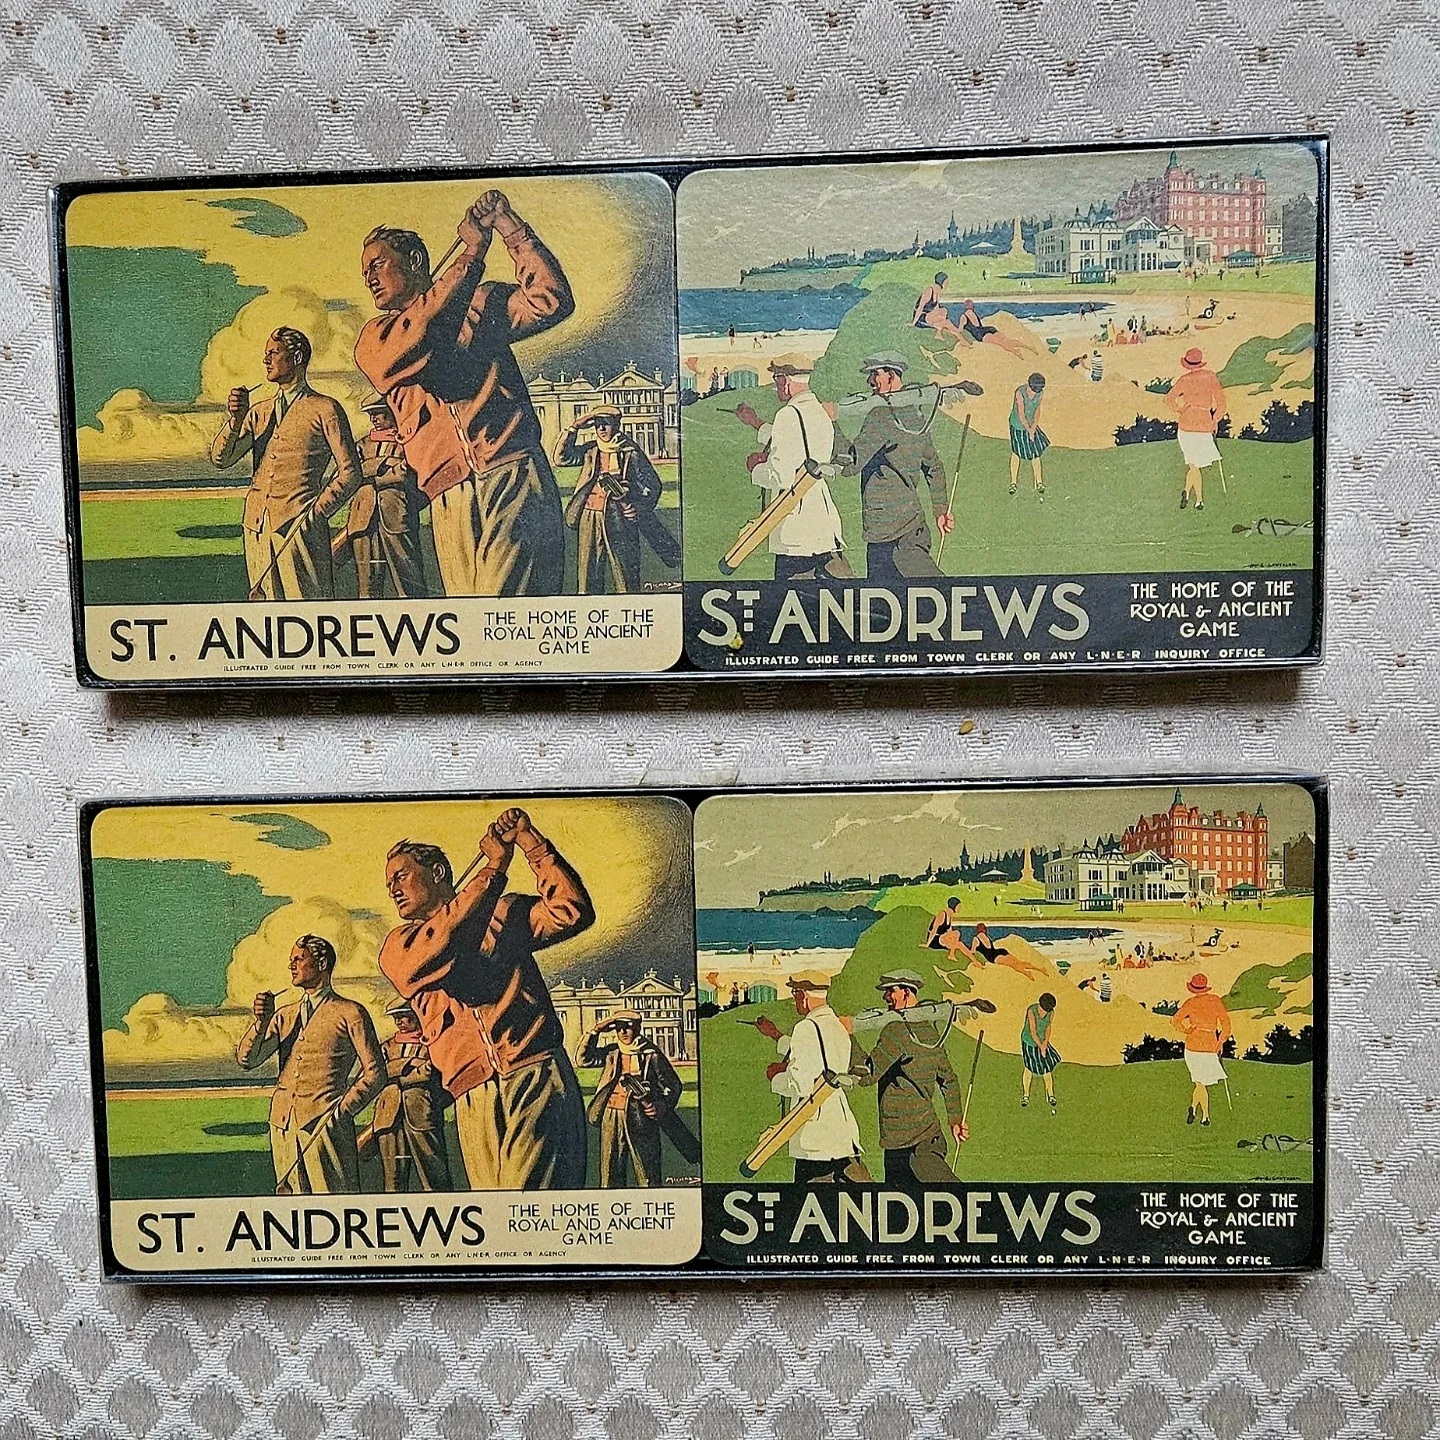 ST. ANDREWS
THE HOME OF THE
ROYAL AND ANCIENT
GAME
ILLUSTRATED GUIDE FREE FROM TOWN CLERK OR ANY L·N·E·R OFFICE OR AGENCY
MICHAEL
ST ANDREWS
THE HOME OF THE
ROYAL & ANCIENT
GAME
ILLUSTRATED GUIDE FREE FROM TOWN CLERK OR ANY L·N·E·R INQUIRY OFFICE
ST. ANDREWS
THE HOME OF THE
ROYAL AND ANCIENT
GAME
ILLUSTRATED GUIDE FREE FROM TOWN CLERK OR ANY L·N·E·R OFFICE OR AGENCY
ST ANDREWS
THE HOME OF THE
ROYAL & ANCIENT
GAME
ILLUSTRATED GUIDE FREE FROM TOWN CLERK OR ANY L·N·E·R INQUIRY OFFICE